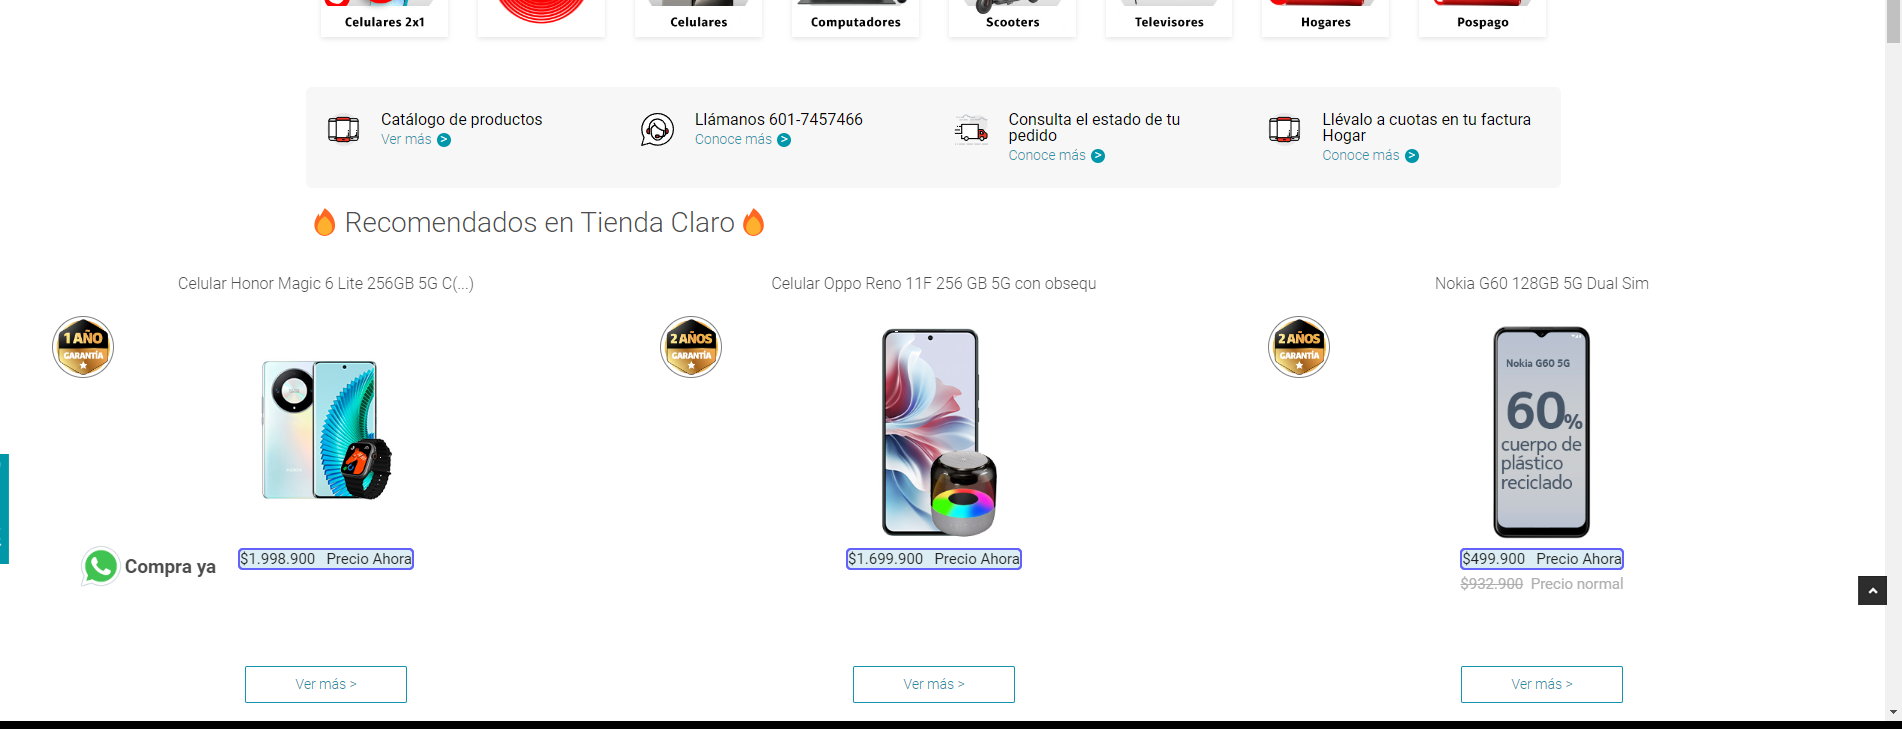 Celulares 2x1
Celulares
Computadores
Scooters
Televisores
Hogares
Pospago
Catálogo de productos
Ver más >
Llámanos 601-7457466
Conoce más >
Consulta el estado de tu
pedido
Conoce más >
Llévalo a cuotas en tu factura
Hogar
Conoce más >
Recomendados en Tienda Claro
Celular Honor Magic 6 Lite 256GB 5G C(...)
Celular Oppo Reno 11F 256 GB 5G con obsequ
Nokia G60 128GB 5G Dual Sim
1 AÑO
GARANTÍA
2 AÑOS
GARANTÍA
2 AÑOS
GARANTÍA
Nokia G60 5G
60%
cuerpo de
plástico
reciclado
Compra ya
$1.998.900 Precio Ahora
$1.699.900 Precio Ahora
$499.900 Precio Ahora
$932.900 Precio normal
Ver más >
Ver más >
Ver más >